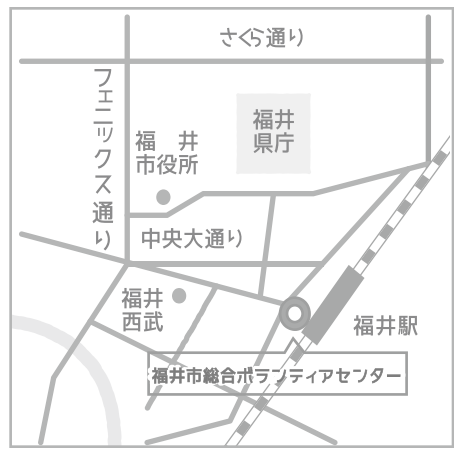 さくら通り
フェニックス通り
福井
県庁
福 井
市役所
中央大通り
福井
西武
福井駅
福井市総合ボランティアセンター